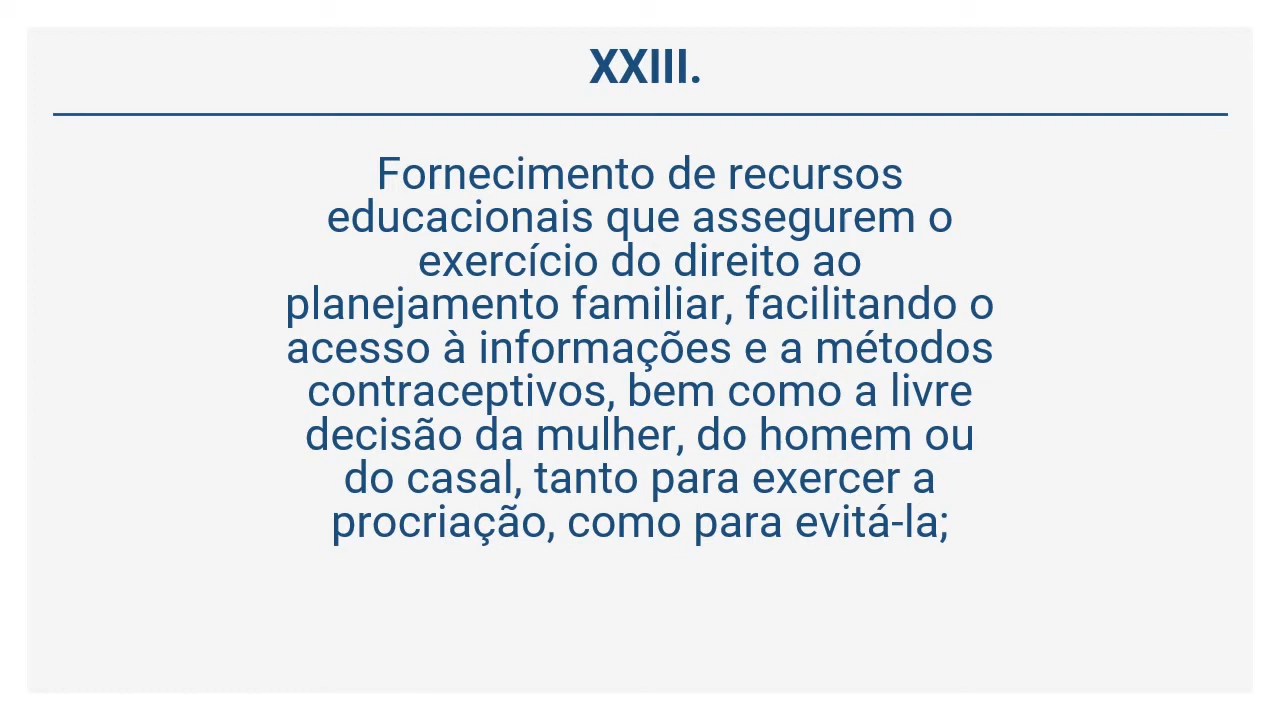 XXIII.
Fornecimento de recursos
educacionais que assegurem o
exercício do direito ao
planejamento familiar, facilitando o
acesso à informações e a métodos
contraceptivos, bem como a livre
decisão da mulher, do homem ou
do casal, tanto para exercer a
procriação, como para evitá-la;